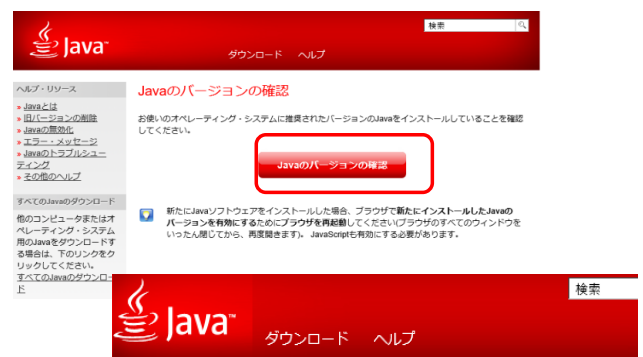 検索
Java
ダウンロード ヘルプ
ヘルプ・リソース
» Javaとは
» 旧バージョンの削除
» Javaの無効化
» エラー・メッセージ
» Javaのトラブルシュー
ティング
» その他のヘルプ
すべてのJavaのダウンロード
他のコンピュータまたはオ
ペレーティング・システム
用のJavaをダウンロードす
る場合は、下のリンクをク
リックしてください。
すべてのJavaのダウンロー
ド
Javaのバージョンの確認
お使いのオペレーティング・システムに推奨されたバージョンのJavaをインストールしていることを確認
してください。
Javaのバージョンの確認
新たにJavaソフトウェアをインストールした場合、ブラウザで新たにインストールしたJavaの
バージョンを有効にするためにブラウザを再起動してください(ブラウザのすべてのウィンドウを
いったん閉じてから、再度開きます)。 JavaScriptも有効にする必要があります。
検索
Java
ダウンロード ヘルプ